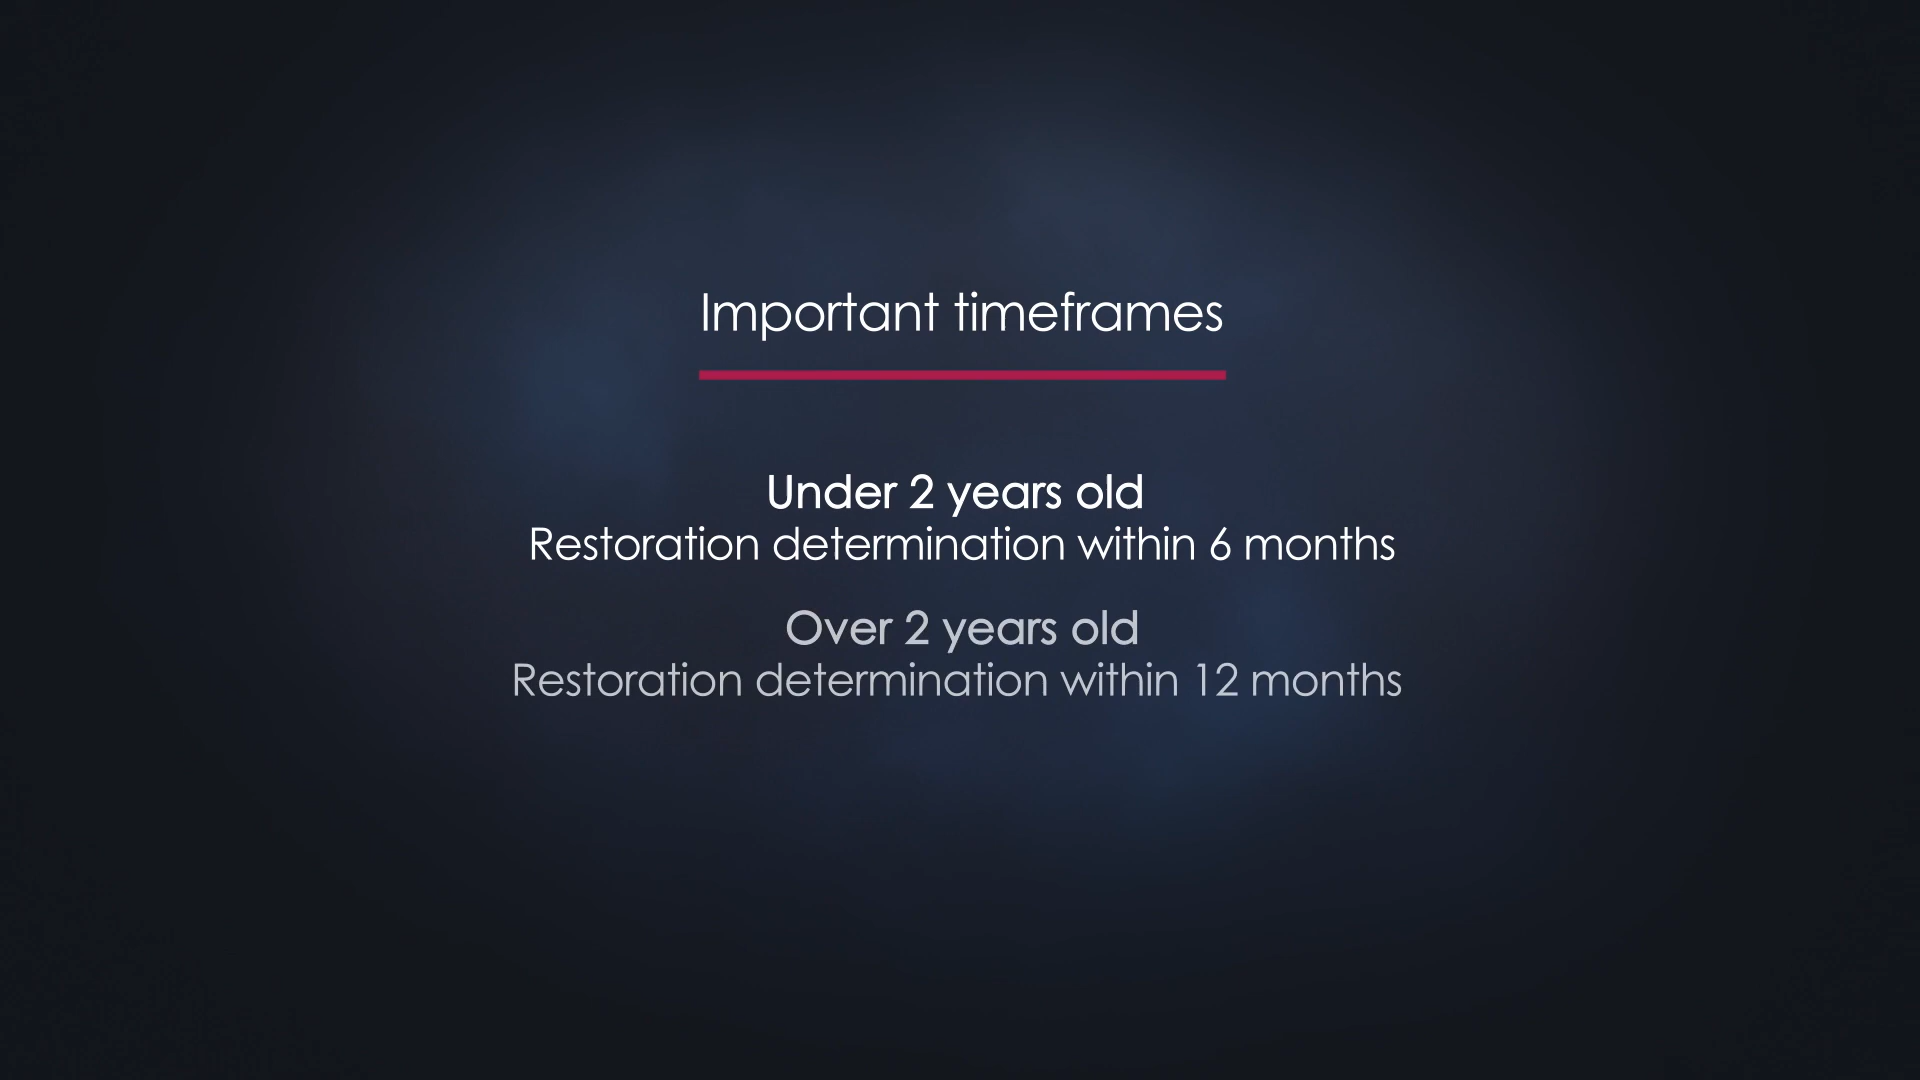 Important timeframes
Under 2 years old
Restoration determination within 6 months
Over 2 years old
Restoration determination within 12 months